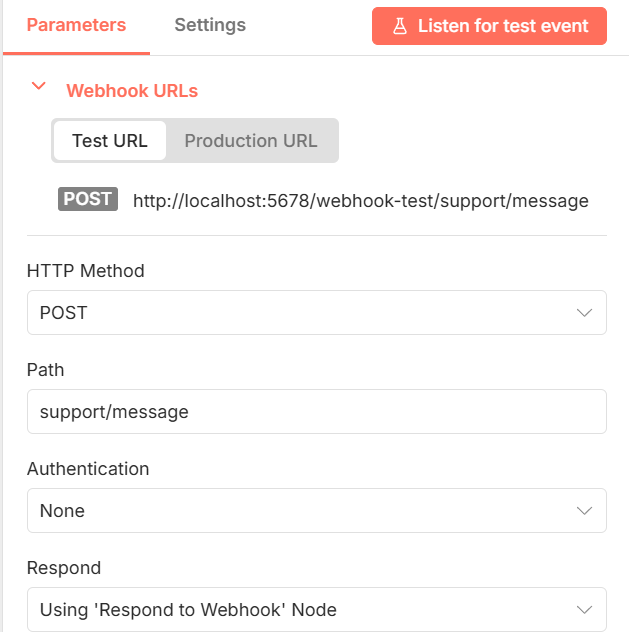 Parameters Settings Listen for test event
Webhook URLs
Test URL Production URL
POST http://localhost:5678/webhook-test/support/message
HTTP Method
POST
Path
support/message
Authentication
None
Respond
Using 'Respond to Webhook' Node